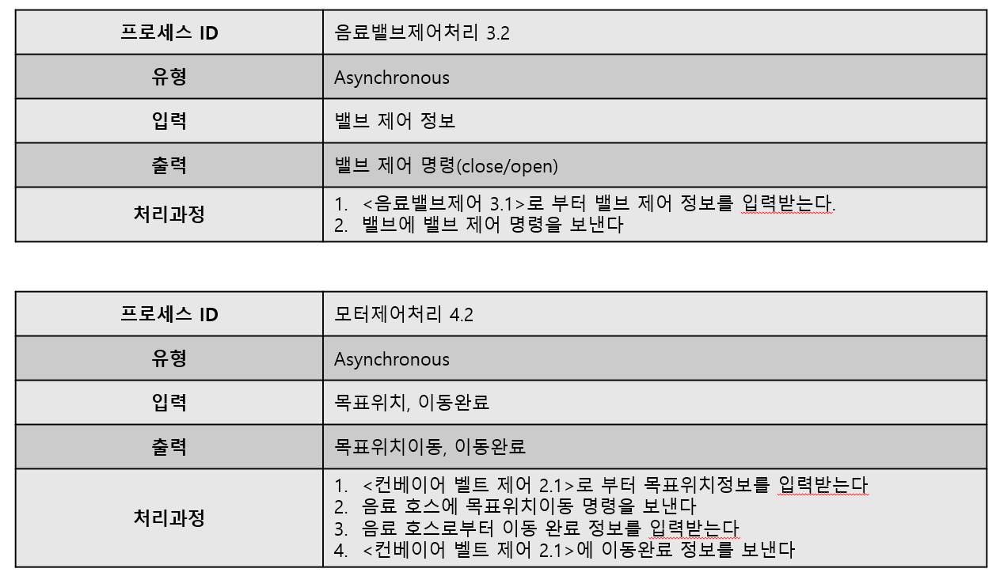 프로세스 ID
음료밸브제어처리 3.2
유형
Asynchronous
입력
밸브 제어 정보
출력
밸브 제어 명령(close/open)
처리과정
1. <음료밸브제어 3.1>로 부터 밸브 제어 정보를 입력받는다.
2. 밸브에 밸브 제어 명령을 보낸다
프로세스 ID
모터제어처리 4.2
유형
Asynchronous
입력
목표위치, 이동완료
출력
목표위치이동, 이동완료
처리과정
1. <컨베이어 벨트 제어 2.1>로 부터 목표위치정보를 입력받는다
2. 음료 호스에 목표위치이동 명령을 보낸다
3. 음료 호스로부터 이동 완료 정보를 입력받는다
4. <컨베이어 벨트 제어 2.1>에 이동완료 정보를 보낸다